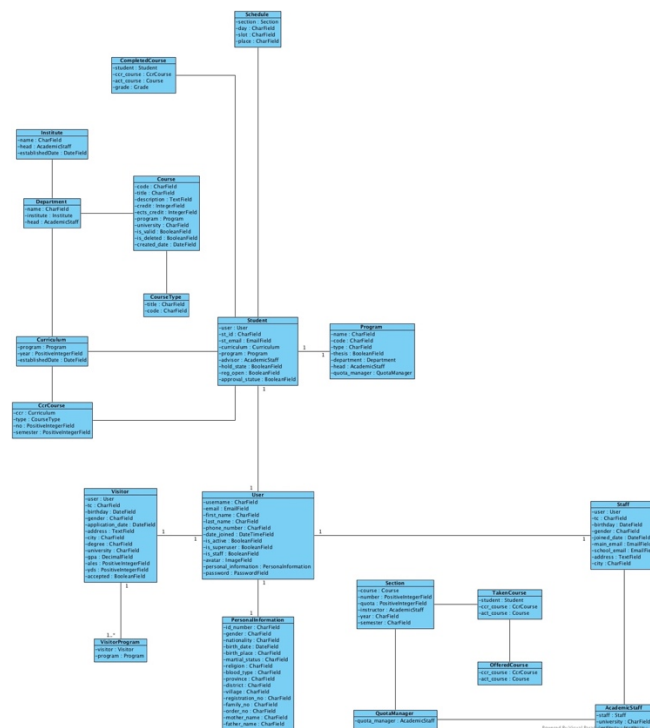 Schedule
-section : Section
-day : CharField
-slot : CharField
-place : CharField
CompletedCourse
-student : Student
-ccr_course : CcrCourse
-act_course : Course
-grade : Grade
Institute
-name : CharField
-head : AcademicStaff
-establishedDate : DateField
Department
-name : CharField
-institute : Institute
-head : AcademicStaff
Course
-code : CharField
-title : CharField
-description : TextField
-credit : IntegerField
-ects_credit : IntegerField
-program : Program
-university : CharField
-is_valid : BooleanField
-is_deleted : BooleanField
-created_date : DateField
CourseType
-title : CharField
-code : CharField
Student
-user : User
-st_id : CharField
-st_email : EmailField
-curriculum : Curriculum
-program : Program
-advisor : AcademicStaff
-hold_state : BooleanField
-reg_open : BooleanField
-approval_statue : BooleanField
1
1
1
Program
-name : CharField
-code : CharField
-type : CharField
-thesis : BooleanField
-department : Department
-head : AcademicStaff
-quota_manager : QuotaManager
Curriculum
-program : Program
-year : PositiveIntegerField
-establishedDate : DateField
CcrCourse
-ccr : Curriculum
-type : CourseType
-no : PositiveIntegerField
-semester : PositiveIntegerField
Visitor
-user : User
-tc : CharField
-birthday : DateField
-gender : CharField
-application_date : DateField
-address : TextField
-city : CharField
-degree : CharField
-university : CharField
-gpa : DecimalField
-ales : PositiveIntegerField
-yds : PositiveIntegerField
-accepted : BooleanField
1
1
1
1
User
-username : CharField
-email : EmailField
-first_name : CharField
-last_name : CharField
-phone_number : CharField
-date_joined : DateTimeField
-is_active : BooleanField
-is_superuser : BooleanField
-is_staff : BooleanField
-avatar : ImageField
-personal_information : PersonalInformation
-password : PasswordField
1
1
1
1
Staff
-user : User
-tc : CharField
-birthday : DateField
-gender : CharField
-joined_date : DateField
-main_email : EmailField
-school_email : EmailField
-address : TextField
-city : CharField
1..*
VisitorProgram
-visitor : Visitor
-program : Program
PersonalInformation
-id_number : CharField
-gender : CharField
-nationality : CharField
-birth_date : DateField
-birth_place : CharField
-marital_status : CharField
-religion : CharField
-blood_type : CharField
-province : CharField
-district : CharField
-village : CharField
-registration_no : CharField
-family_no : CharField
-order_no : CharField
-mother_name : CharField
-father_name : CharField
Section
-course : Course
-number : PositiveIntegerField
-quota : PositiveIntegerField
-instructor : AcademicStaff
-year : CharField
-semester : CharField
TakenCourse
-student : Student
-ccr_course : CcrCourse
-act_course : Course
OfferedCourse
-ccr_course : CcrCourse
-act_course : Course
QuotaManager
-quota_manager : AcademicStaff
AcademicStaff
-staff : Staff
-university : CharField